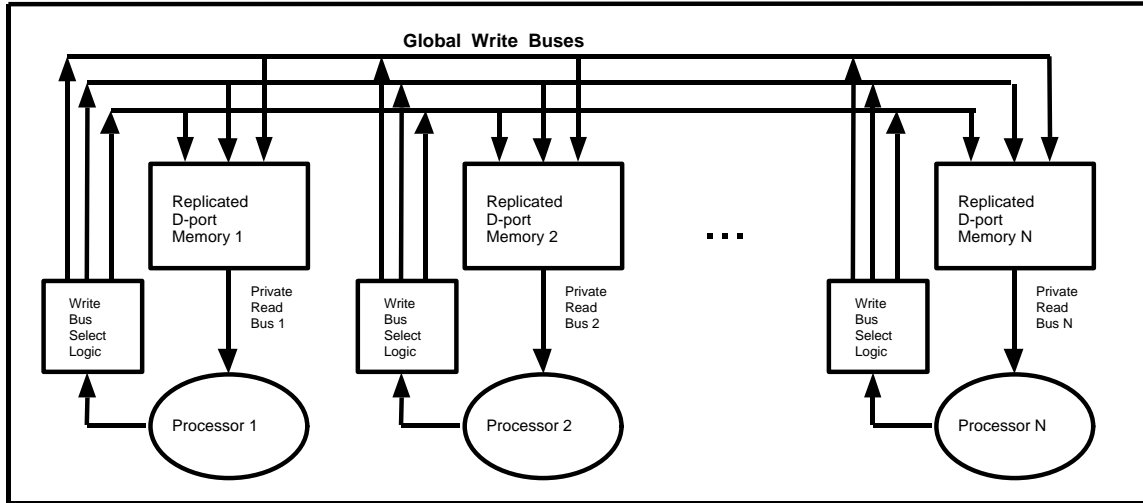 Global Write Buses
Replicated
D-port
Memory 1
Replicated
D-port
Memory 2
...
Replicated
D-port
Memory N
Write
Bus
Select
Logic
Private
Read
Bus 1
Write
Bus
Select
Logic
Private
Read
Bus 2
Write
Bus
Select
Logic
Private
Read
Bus N
Processor 1
Processor 2
Processor N